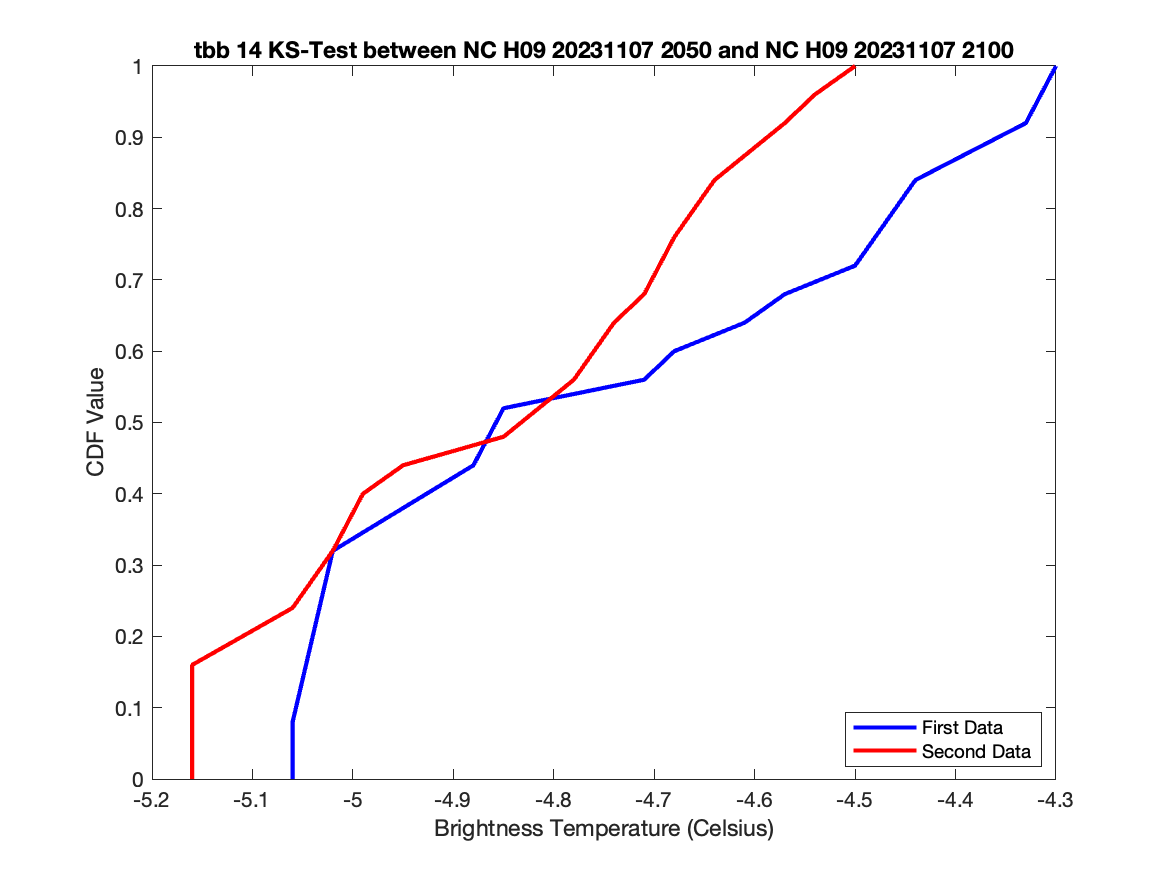 tbb 14 KS-Test between NC H09 20231107 2050 and NC H09 20231107 2100
1
0.9
0.8
0.7
0.6
0.5
0.4
0.3
0.2
0.1
0
CDF Value
First Data
Second Data
-5.2 -5.1 -5 -4.9 -4.8 -4.7 -4.6 -4.5 -4.4 -4.3
Brightness Temperature (Celsius)